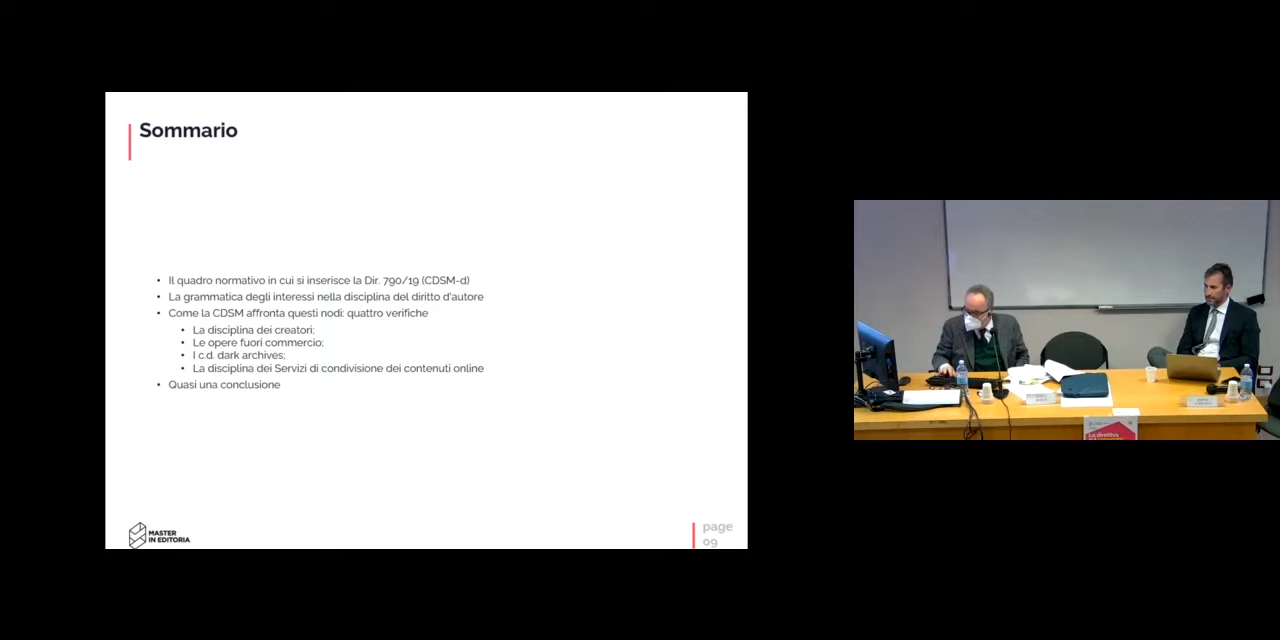 Sommario
• Il quadro normativo in cui si inserisce la Dir. 790/19 (CDSM-d)
• La grammatica degli interessi nella disciplina del diritto d'autore
• Come la CDSM affronta questi nodi: quattro verifiche
• La disciplina dei creatori;
• Le opere fuori commercio;
• I c.d. dark archives;
• La disciplina dei Servizi di condivisione dei contenuti online
• Quasi una conclusione
MASTER
IN EDITORIA
page
09
La direttiva